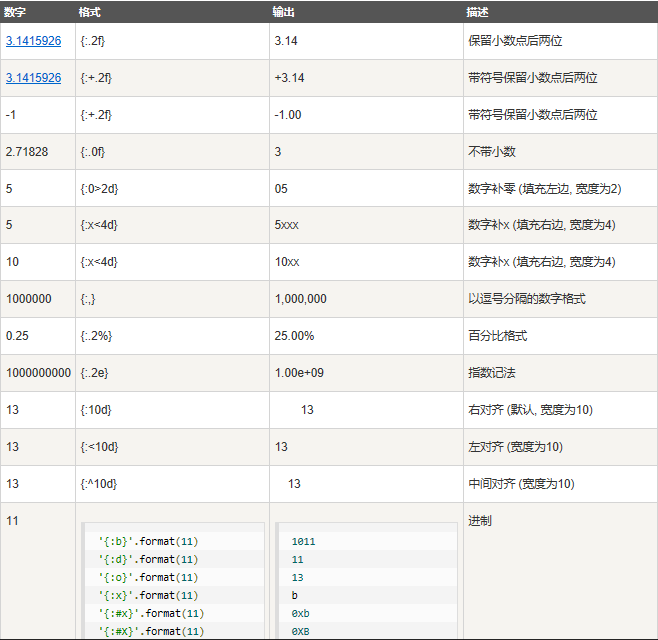 数字 格式 输出 描述
3.1415926 {:.2f} 3.14 保留小数点后两位
3.1415926 {:+.2f} +3.14 带符号保留小数点后两位
-1 {:+.2f} -1.00 带符号保留小数点后两位
2.71828 {:.0f} 3 不带小数
5 {:0>2d} 05 数字补零 (填充左边, 宽度为2)
5 {:x<4d} 5xxx 数字补x (填充右边, 宽度为4)
10 {:x<4d} 10xx 数字补x (填充右边, 宽度为4)
1000000 {:,} 1,000,000 以逗号分隔的数字格式
0.25 {:.2%} 25.00% 百分比格式
1000000000 {:.2e} 1.00e+09 指数记法
13 {:10d} 13 右对齐 (默认, 宽度为10)
13 {:<10d} 13 左对齐 (宽度为10)
13 {:^10d} 13 中间对齐 (宽度为10)
11 进制
'{:b}'.format(11) 1011
'{:d}'.format(11) 11
'{:o}'.format(11) 13
'{:x}'.format(11) b
'{:#x}'.format(11) 0xb
'{:#X}'.format(11) 0XB